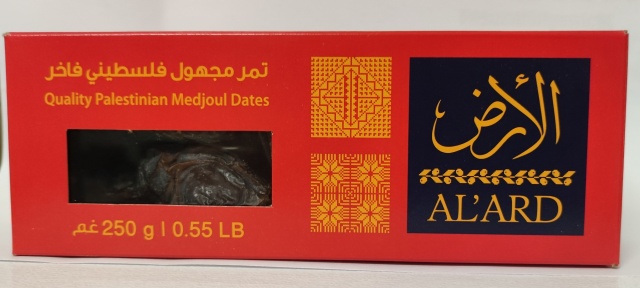 تمر مجهول فلسطيني فاخر
Quality Palestinian Medjoul Dates
250 g | 0.55 LB غم
الأرض
AL'ARD